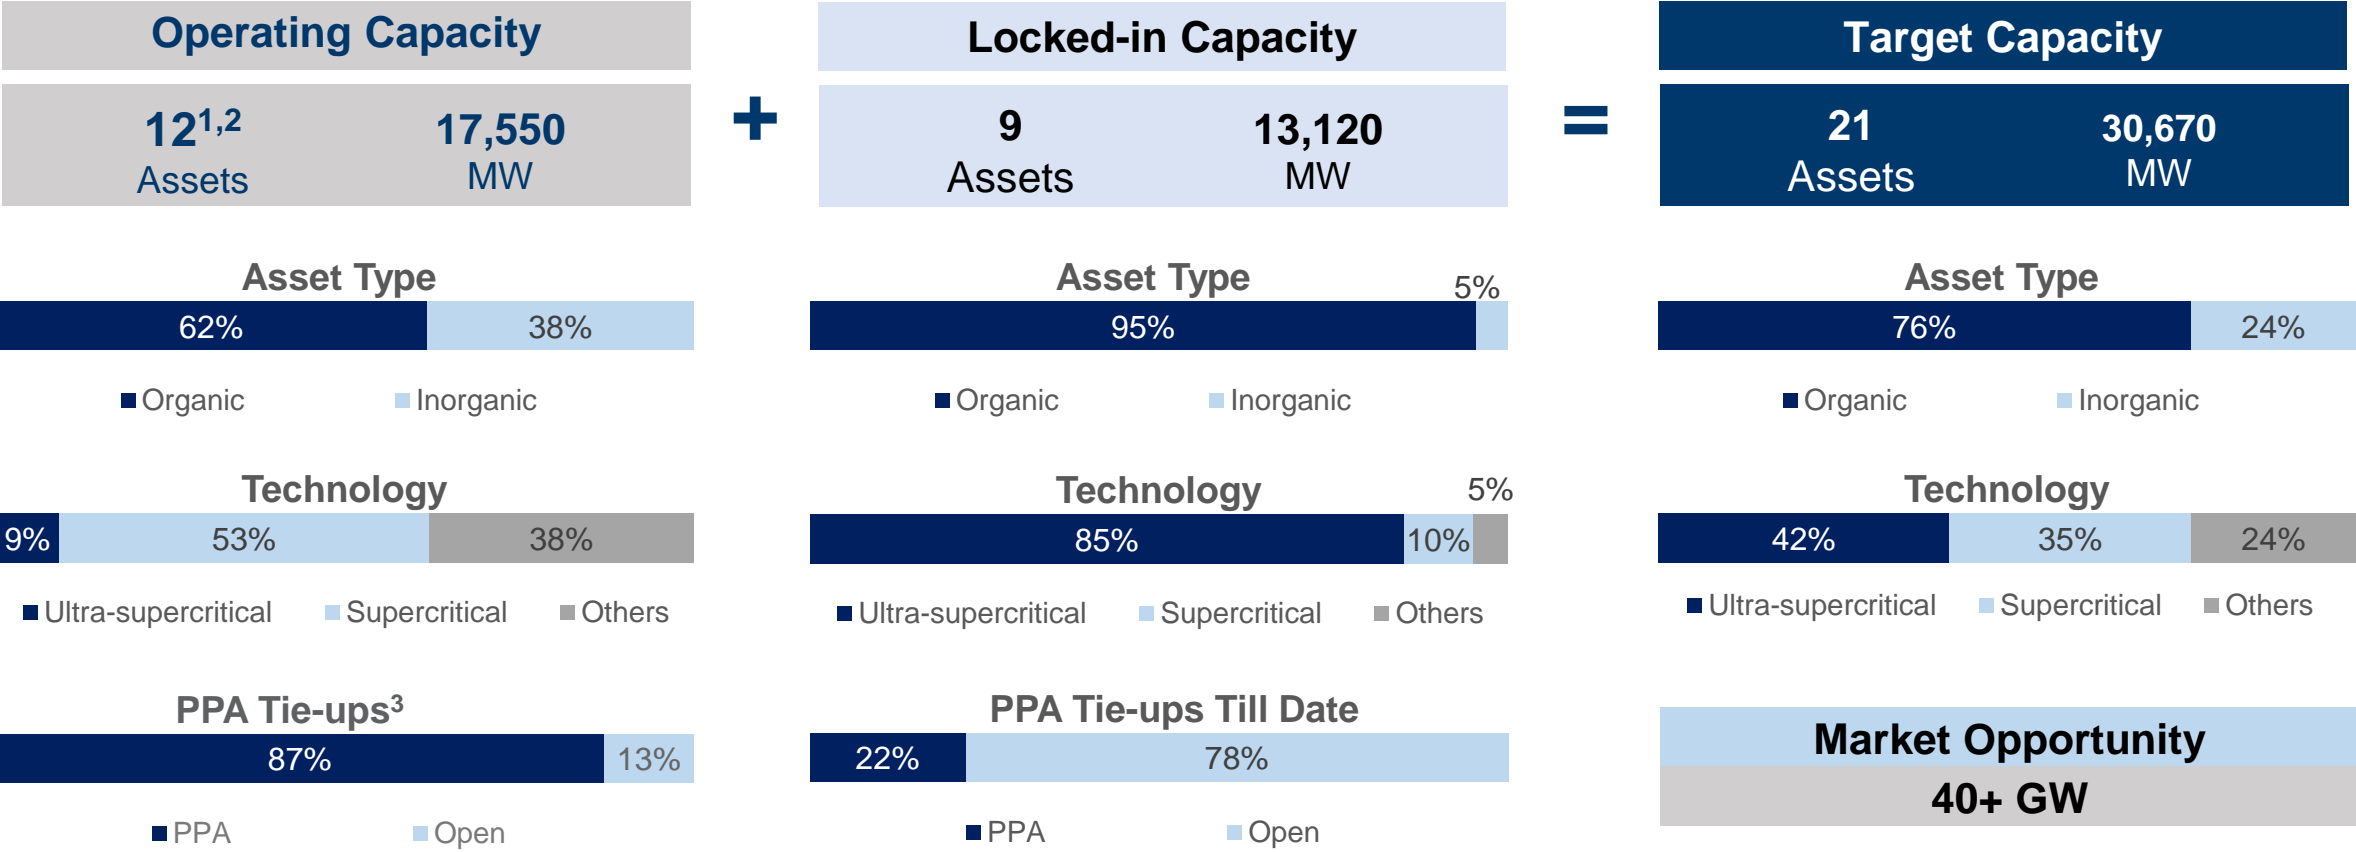 Operating Capacity
12¹,² Assets
17,550 MW
+
Locked-in Capacity
9 Assets
13,120 MW
=
Target Capacity
21 Assets
30,670 MW
Asset Type
62% 38%
Organic Inorganic
Asset Type
5%
95%
Organic Inorganic
Asset Type
76% 24%
Organic Inorganic
Technology
9% 53% 38%
Ultra-supercritical Supercritical Others
Technology
5%
85% 10%
Ultra-supercritical Supercritical Others
Technology
42% 35% 24%
Ultra-supercritical Supercritical Others
PPA Tie-ups³
87% 13%
PPA Open
PPA Tie-ups Till Date
22% 78%
PPA Open
Market Opportunity
40+ GW